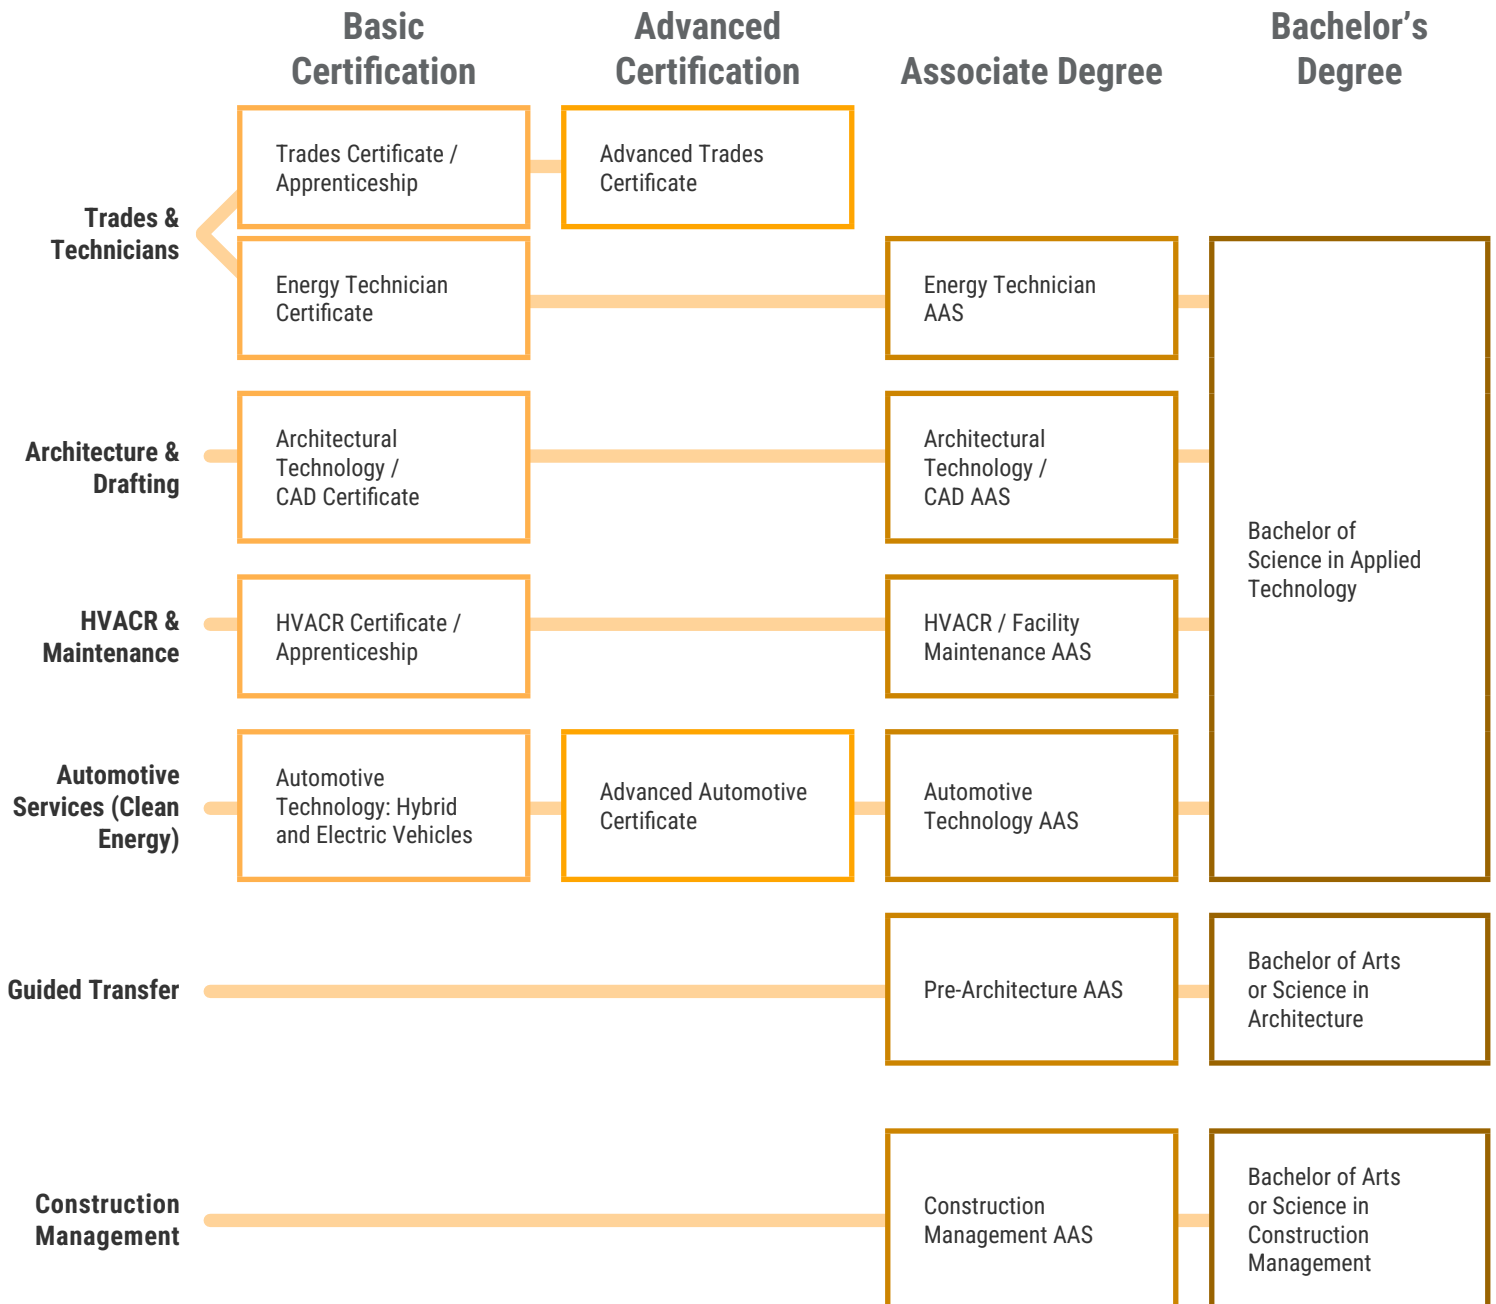 Basic
Certification
Advanced
Certification
Associate Degree
Bachelor’s
Degree
Trades &
Technicians
Trades Certificate /
Apprenticeship
Advanced Trades
Certificate
Energy Technician
Certificate
Energy Technician
AAS
Architecture &
Drafting
Architectural
Technology /
CAD Certificate
Architectural
Technology /
CAD AAS
Bachelor of
Science in Applied
Technology
HVACR &
Maintenance
HVACR Certificate /
Apprenticeship
HVACR / Facility
Maintenance AAS
Automotive
Services (Clean
Energy)
Automotive
Technology: Hybrid
and Electric Vehicles
Advanced Automotive
Certificate
Automotive
Technology AAS
Guided Transfer
Pre-Architecture AAS
Bachelor of Arts
or Science in
Architecture
Construction
Management
Construction
Management AAS
Bachelor of Arts
or Science in
Construction
Management